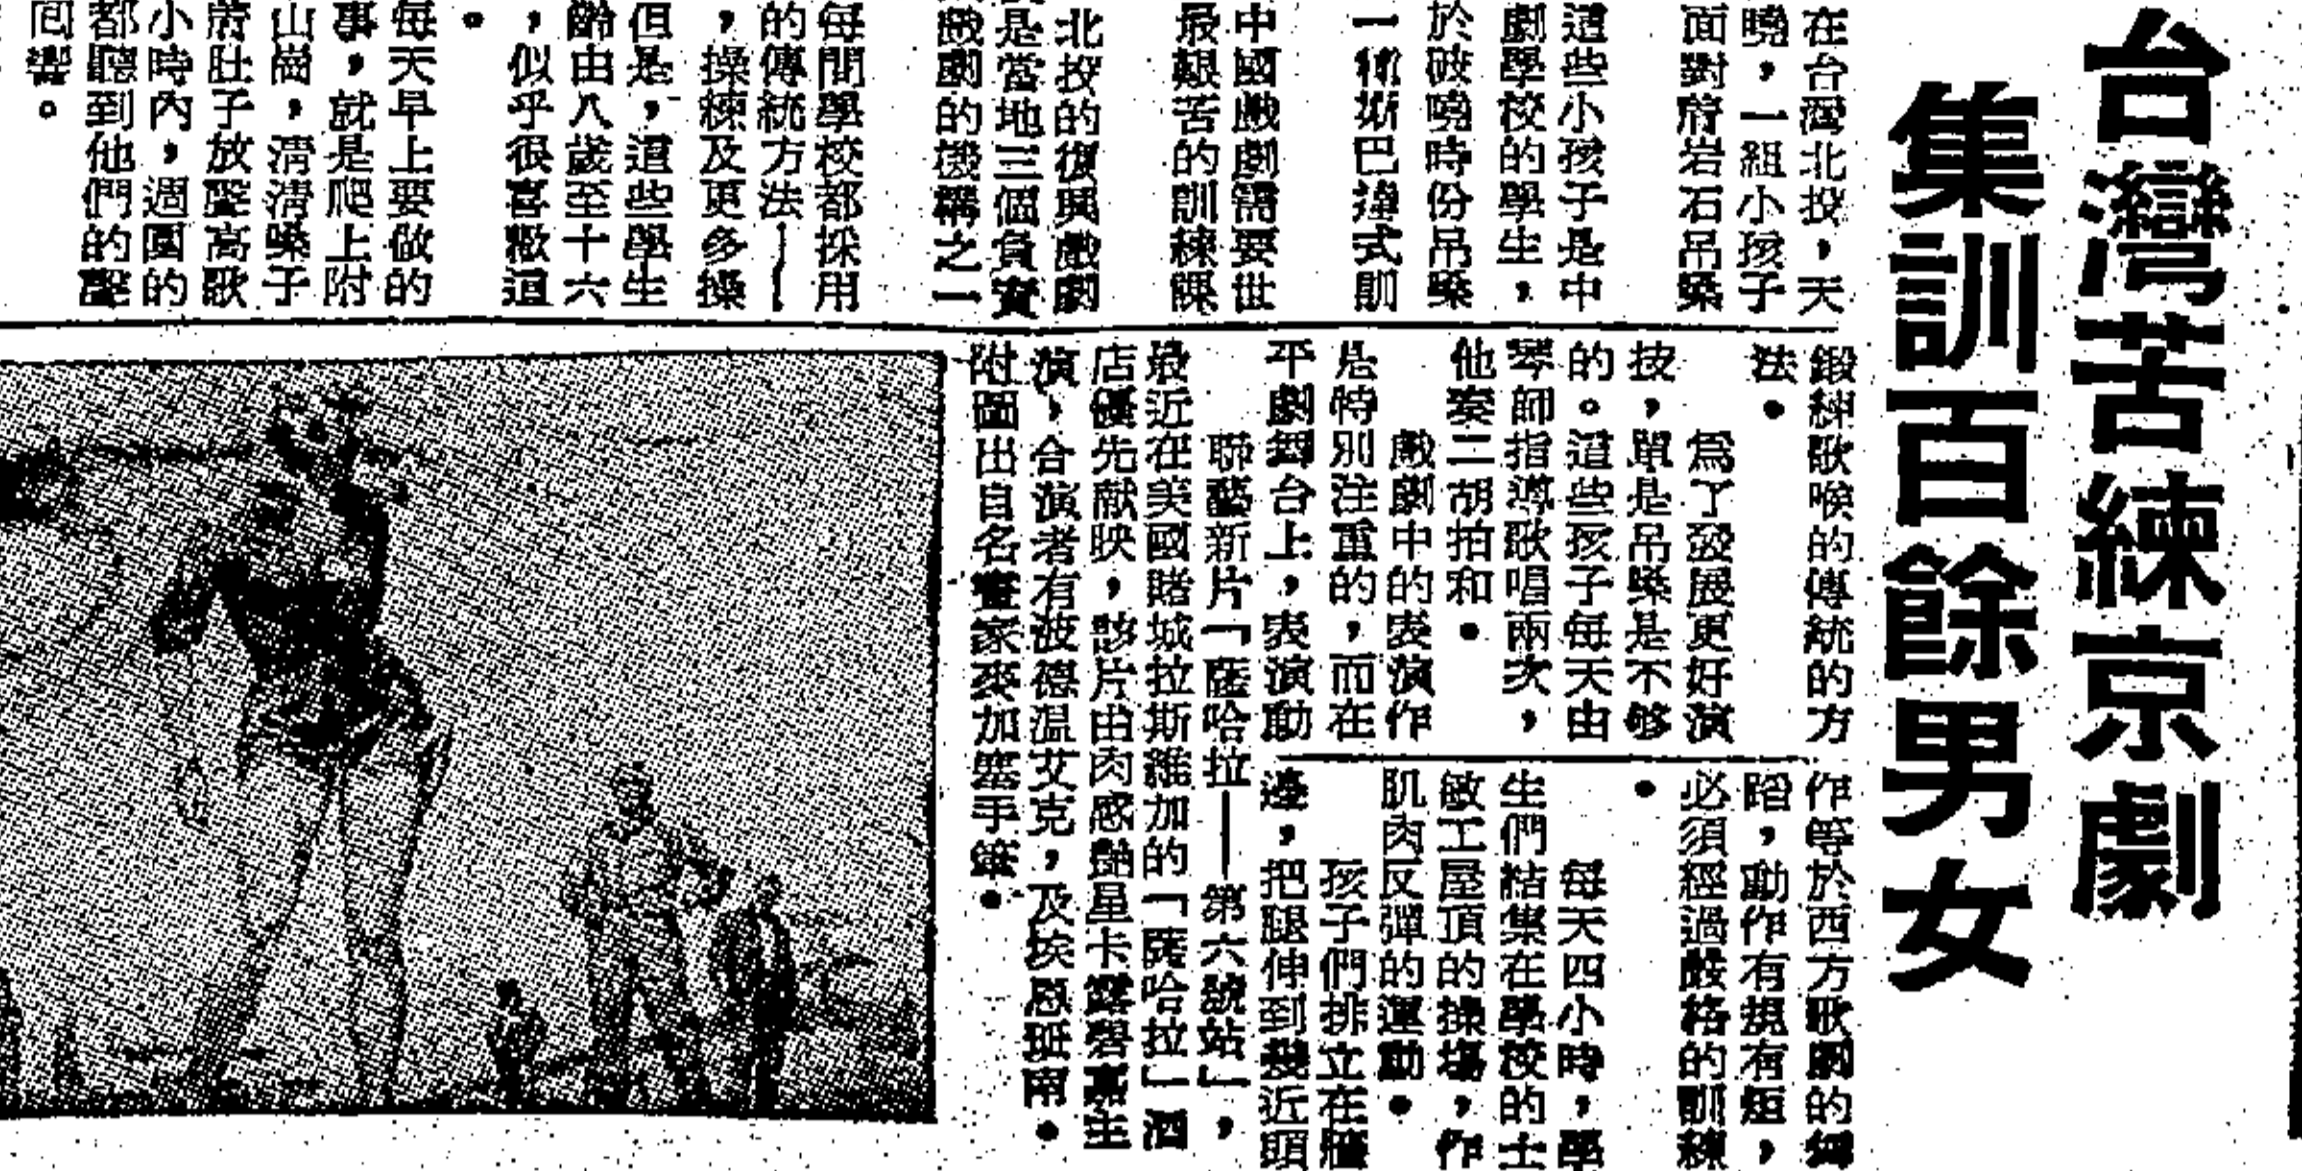 台灣苦練京劇
集訓百餘男女
在台灣北投，天
曉，一組小孩子
面對着岩石吊嗓
這些小孩子是中
劇學校的學生，
於破曉時份吊嗓
一種斯巴達式訓
中國戲劇需要世
最艱苦的訓練課
北投的復興戲劇
是當地三個負責
戲劇的機構之一
每間學校都採用
的傳統方法——
，操練及更多操
但是，這些學生
齡由八歲至十六
，似乎很喜歡這
。
每天早上要做的
事，就是爬上附
山崗，清清嗓子
着肚子放聲高歌
小時內，週圍的
都聽到他們的聲
囘響。
鍛練歌喉的傳統的方
法。
為了發展更好演
技，單是吊嗓是不够
的。這些孩子每天由
琴師指導歌唱兩次，
他奏二胡拍和。
戲劇中的表演作
是特別注重的，而在
平劇舞台上，表演動
作等於西方歌劇的舞
蹈，動作有規有矩，
必須經過嚴格的訓練
。
每天四小時，學
生們結集在學校的士
敏工屋頂的操塲，作
肌肉反彈的運動。
孩子們排立在牆
邊，把腿伸到幾近頭
聯藝新片「薩哈拉——第六號站」，
最近在美國賭城拉斯維加的「薩哈拉」酒
店優先献映，該片由肉感艷星卡露碧嘉主
演，合演者有波德温艾克，及埃恩班南。
附圖出自名畫家麥加塞手筆。